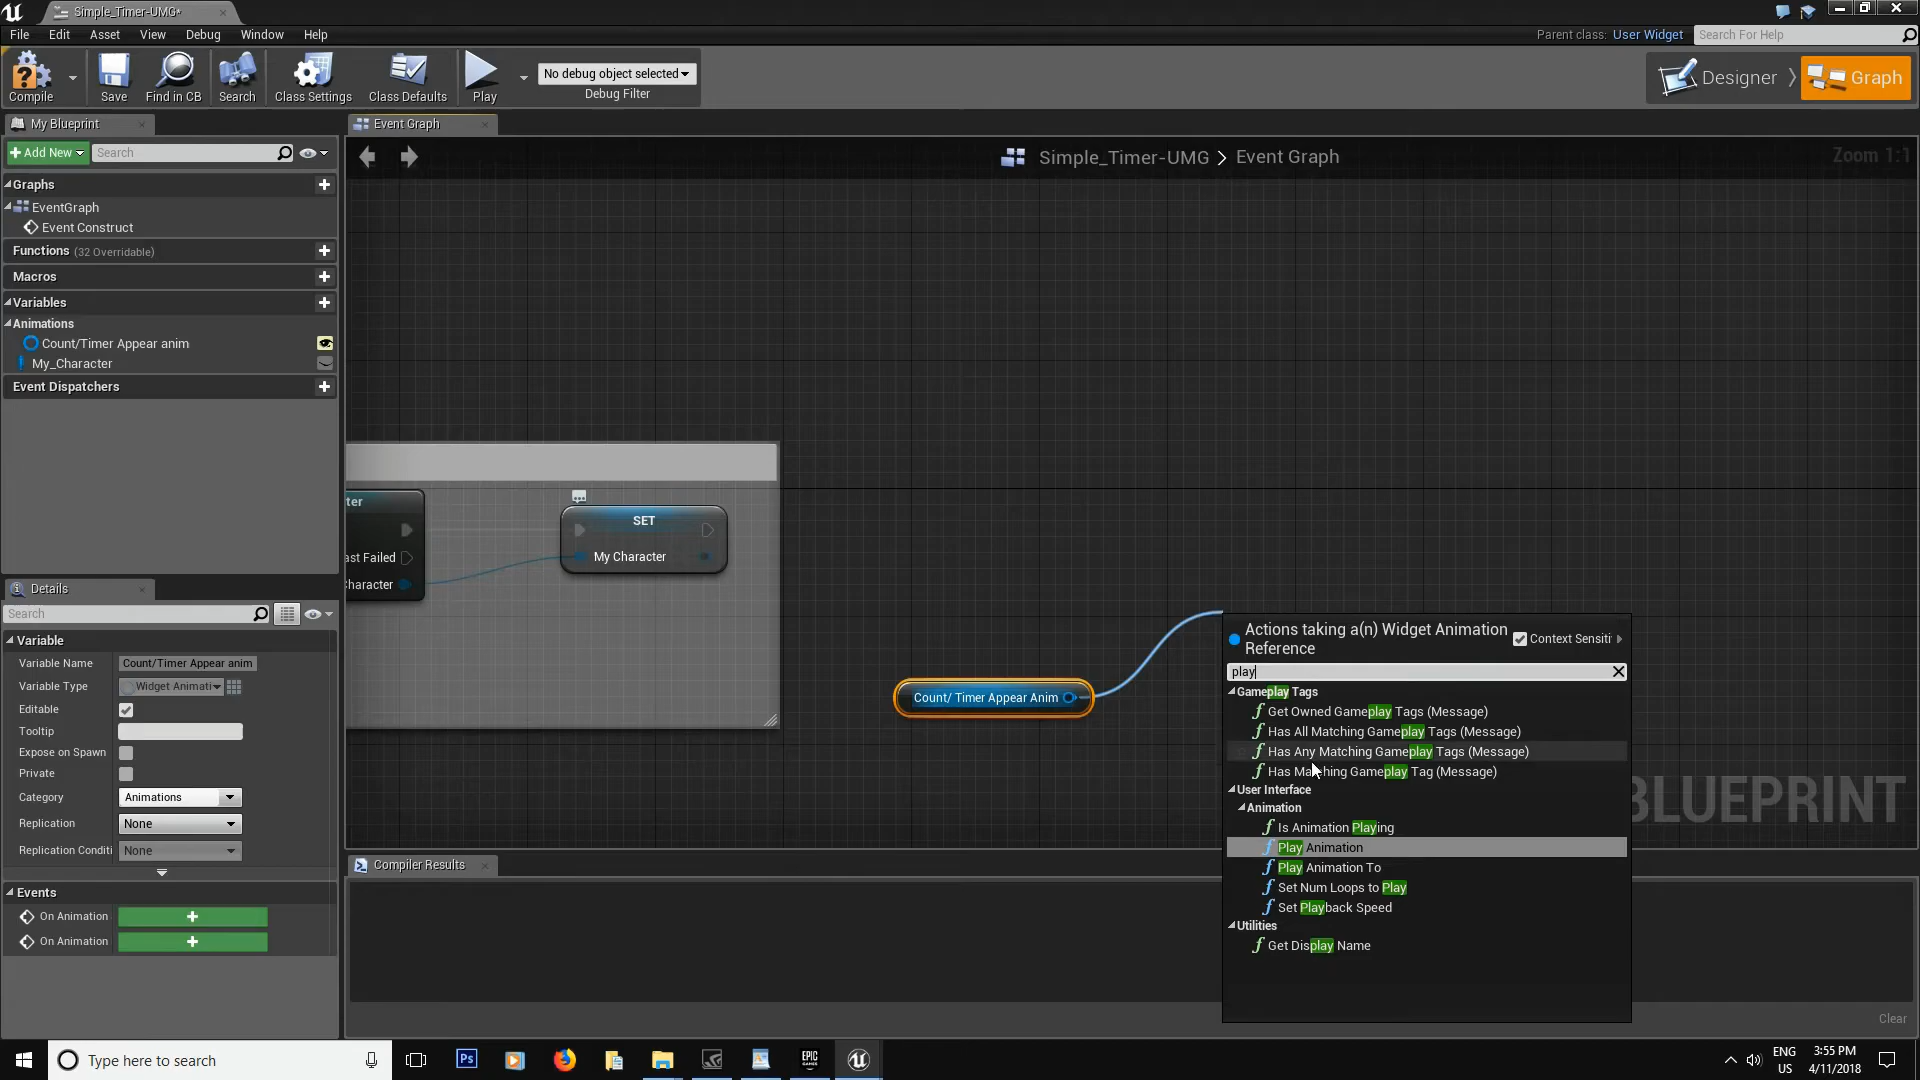 Simple_Timer-UMG*
File Edit Asset View Debug Window Help
Parent class: User Widget Search For Help
Compile Save Find in CB Search Class Settings Class Defaults Play
No debug object selected
Debug Filter
Designer Graph
My Blueprint
Event Graph
Add New Search
Simple_Timer-UMG > Event Graph
Zoom 1:1
Graphs
EventGraph
Event Construct
Functions (32 Overridable)
Macros
Variables
Animations
Count/Timer Appear anim
My_Character
Event Dispatchers
ter
SET
ast Failed
My Character
Character
Count/ Timer Appear Anim
Actions taking a(n) Widget Animation
Reference
Context Sensiti
play
Gameplay Tags
Get Owned Gameplay Tags (Message)
Has All Matching Gameplay Tags (Message)
Has Any Matching Gameplay Tags (Message)
Has Matching Gameplay Tag (Message)
User Interface
Animation
Is Animation Playing
Play Animation
Play Animation To
Set Num Loops to Play
Set Playback Speed
Utilities
Get Display Name
BLUEPRINT
Details
Search
Variable
Variable Name Count/Timer Appear anim
Variable Type Widget Animati
Editable
Tooltip
Expose on Spawn
Private
Category Animations
Replication None
Replication Conditi None
Events
On Animation
On Animation
Compiler Results
Clear
Type here to search
Ps
EPIC
GAMES
ENG
US
3:55 PM
4/11/2018